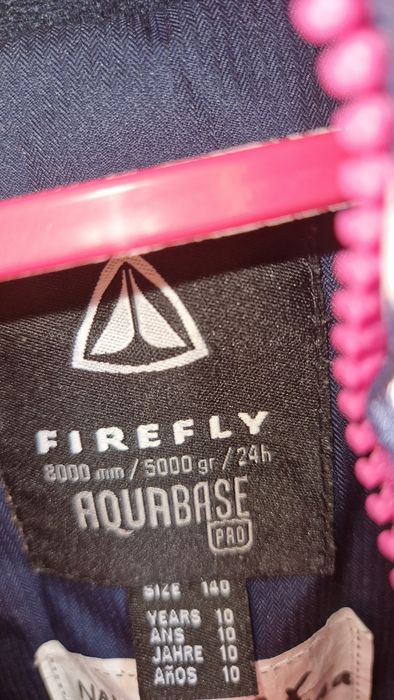 FIREFLY
8000 mm / 5000 gr / 24h
AQUABASE
PRO
SIZE 140
YEARS 10
ANS 10
JAHRE 10
AÑOS 10